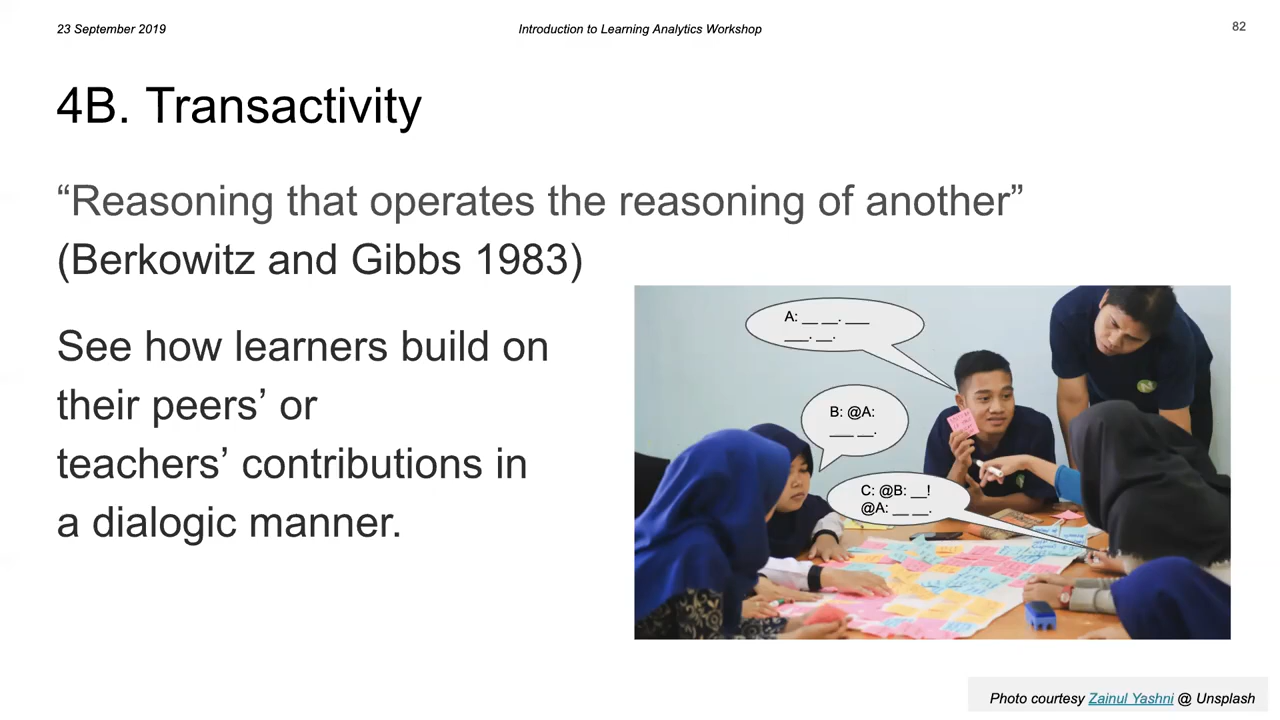 23 September 2019
Introduction to Learning Analytics Workshop
82
4B. Transactivity
“Reasoning that operates the reasoning of another”
(Berkowitz and Gibbs 1983)
See how learners build on
their peers’ or
teachers’ contributions in
a dialogic manner.
A: __ __. ___
___. __.
B: @A:
___ __.
C: @B: __!
@A: __ __.
Photo courtesy Zainul Yashni @ Unsplash